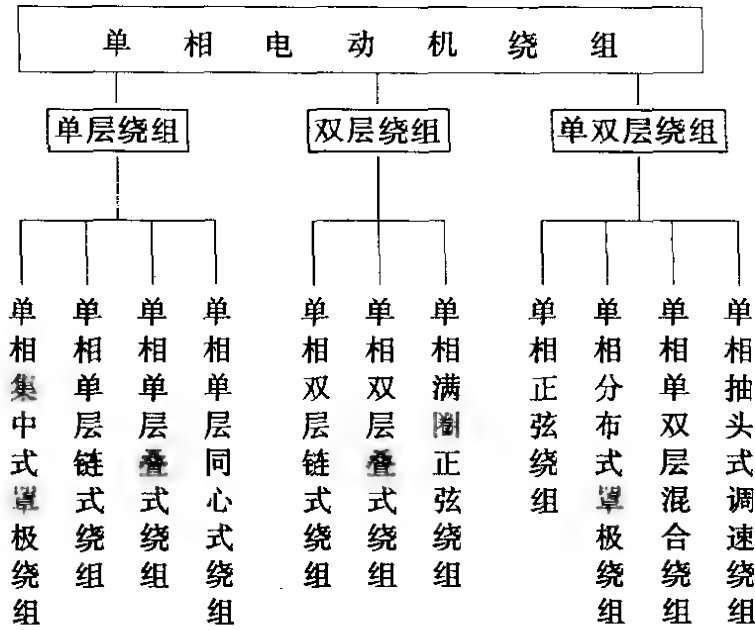 单相电动机绕组
单层绕组
双层绕组
单双层绕组
单相集中式罩极绕组
单相单层链式绕组
单相单层叠式绕组
单相单层同心式绕组
单相双层链式绕组
单相双层叠式绕组
单相满圈正弦绕组
单相正弦绕组
单相分布式罩极绕组
单相单双层混合绕组
单相抽头式调速绕组